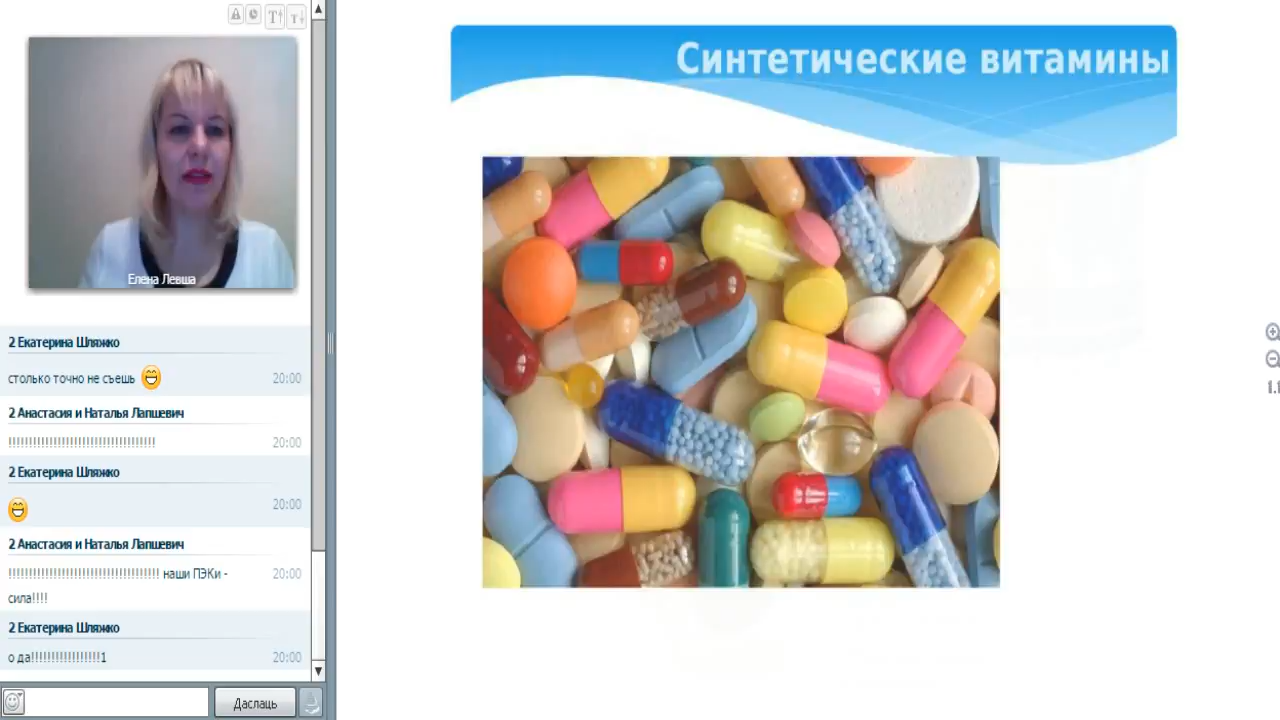 Синтетические витамины
Елена Левша
2 Екатерина Шляжко
столько точно не съешь 20:00
2 Анастасия и Наталья Лапшевич
!!!!!!!!!!!!!!!!!!!!!!!!!!!!!!!!!!! 20:00
2 Екатерина Шляжко
20:00
2 Анастасия и Наталья Лапшевич
!!!!!!!!!!!!!!!!!!!!!!!!!!!!!!!!!!!! наши ПЭКи - 20:00
сила!!!!
2 Екатерина Шляжко
о да!!!!!!!!!!!!!!!!!1 20:00
Даслаць